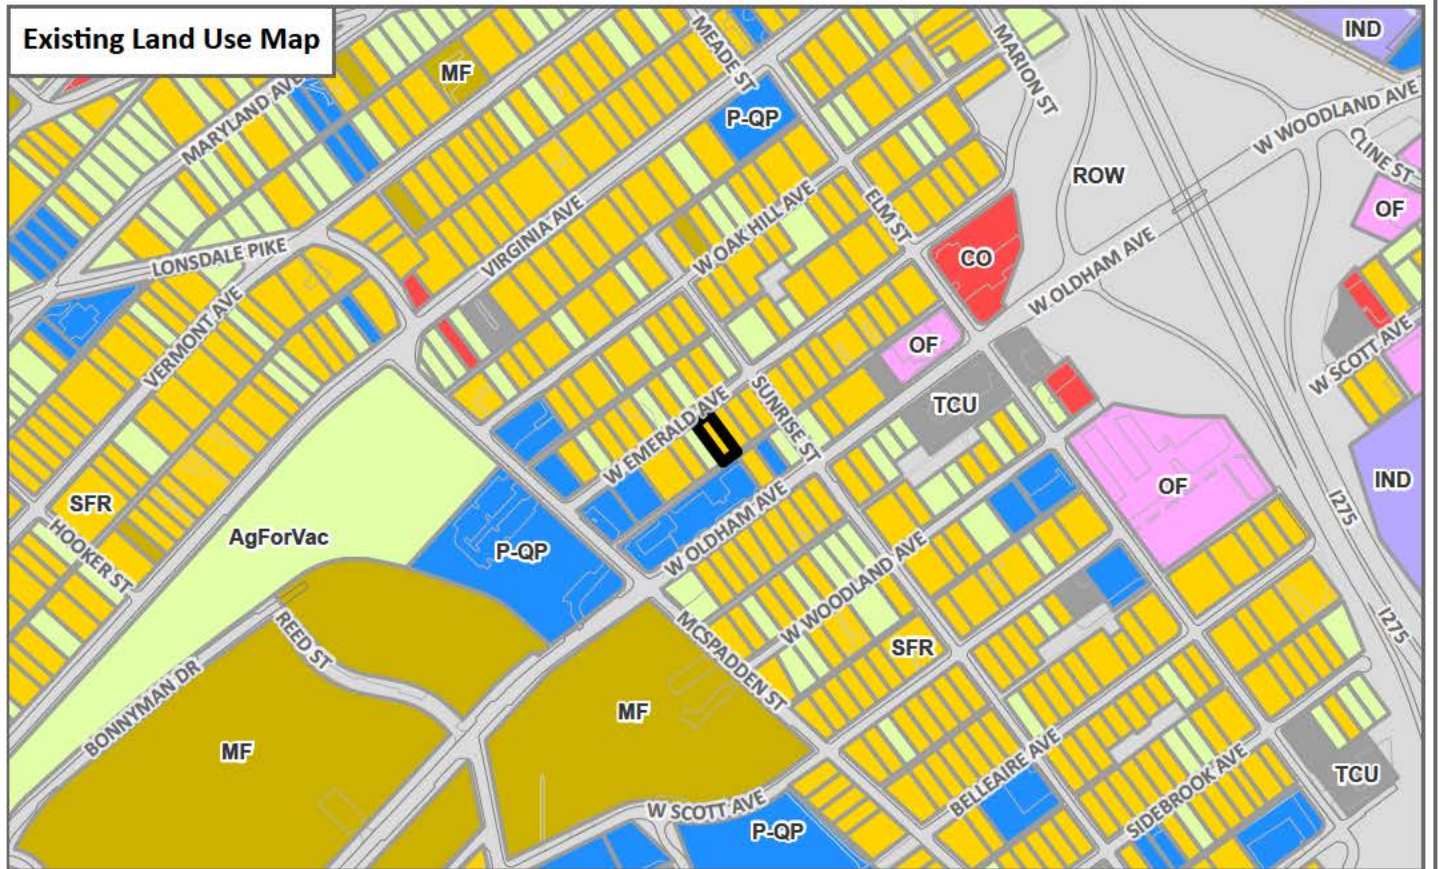 Existing Land Use Map
IND
MF
MEADE ST
MARION ST
MARYLAND AVE
P-QP
W WOODLAND AVE
CLINE ST
ROW
OF
VIRGINIA AVE
W OAK HILL AVE
ELM ST
LONSDALE PIKE
CO
W OLDHAM AVE
VERMONT AVE
OF
W SCOTT AVE
SUNRISE ST
TCU
W EMERALD AVE
IND
OF
SFR
I275
AgForVac
P-QP
W OLDHAM AVE
HOOKER ST
W WOODLAND AVE
I275
REED ST
MCSPADDEN ST
SFR
BONNYMAN DR
MF
MF
BELLEAIRE AVE
TCU
SIDEBROOK AVE
W SCOTT AVE
P-QP